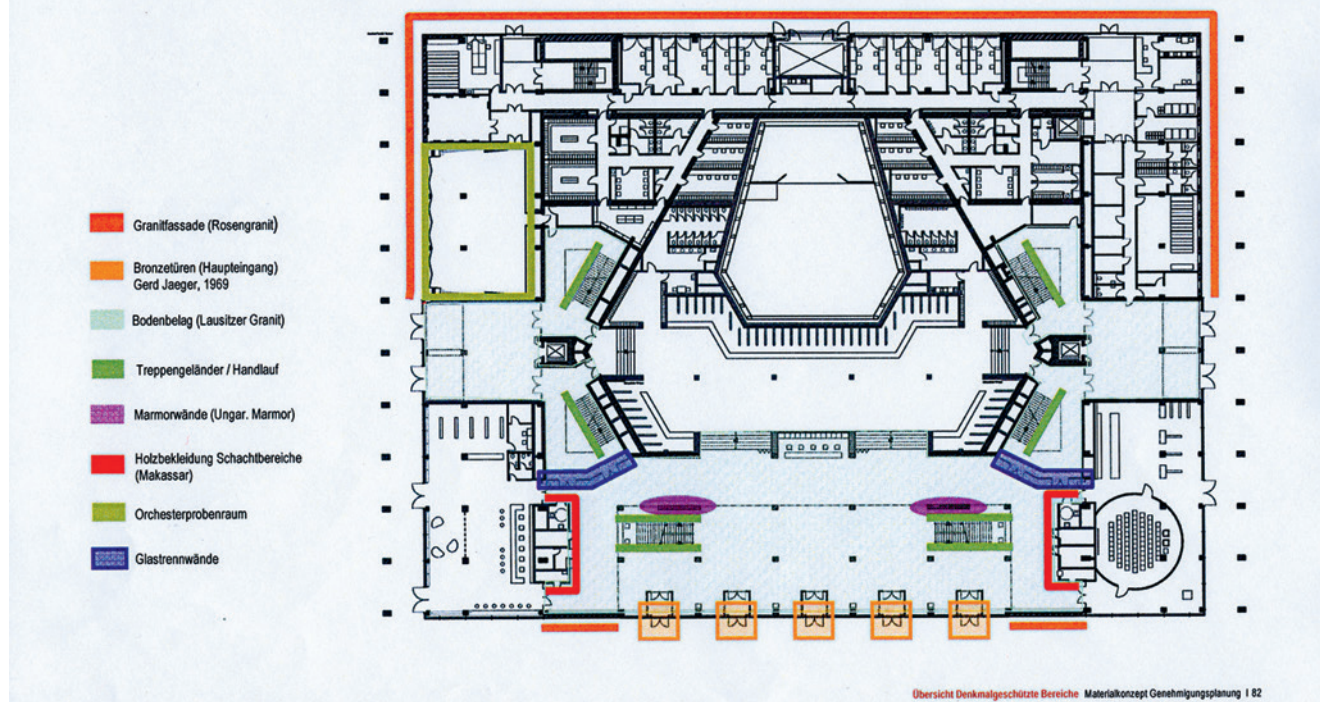 Granitfassade (Rosengranit)
Bronzetüren (Haupteingang)
Gerd Jaeger, 1969
Bodenbelag (Lausitzer Granit)
Treppengeländer / Handlauf
Marmorwände (Ungar. Marmor)
Holzbekleidung Schachtbereiche
(Makassar)
Orchesterprobenraum
Glastrennwände
Übersicht Denkmalgeschützte Bereiche Materialkonzept Genehmigungsplanung I 82